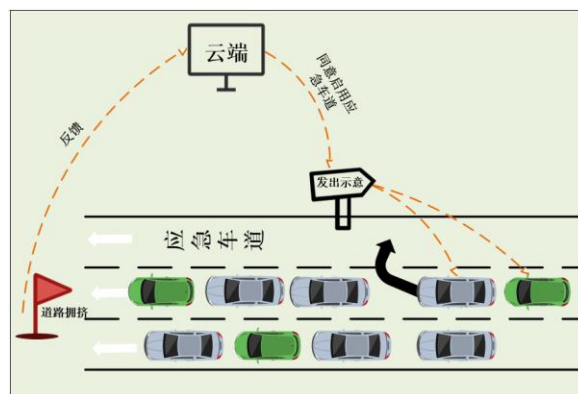 云端
反馈
同意启用应
急车道
发出示意
应急车道
道路拥挤